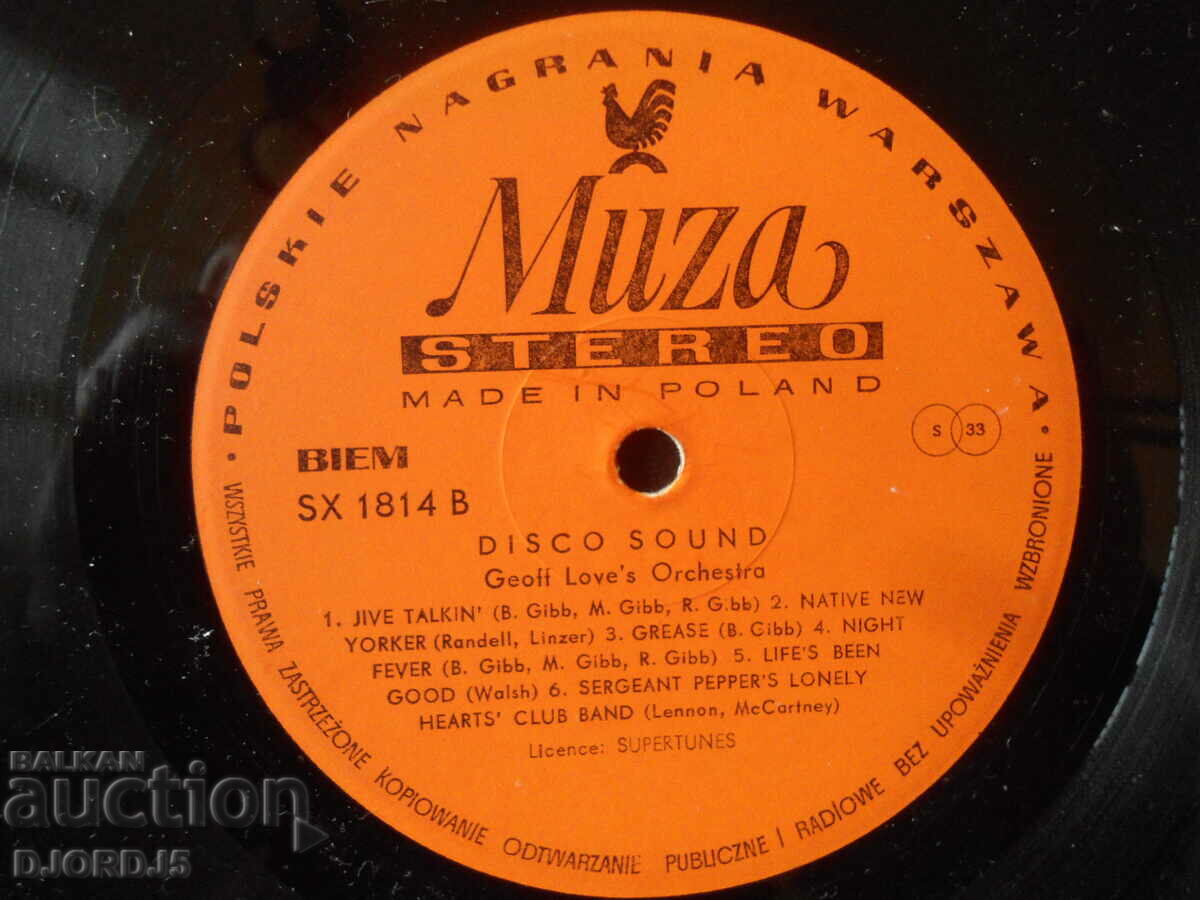 • POLSKIE NAGRANIA WARSZAWA •
Muza
STEREO
MADE IN POLAND
S 33
BIEM
SX 1814 B
DISCO SOUND
Geoff Love's Orchestra
1. JIVE TALKIN' (B. Gibb, M. Gibb, R. G.bb) 2. NATIVE NEW
YORKER (Randell, Linzer) 3. GREASE (B. Gibb) 4. NIGHT
FEVER (B. Gibb, M. Gibb, R. Gibb) 5. LIFE'S BEEN
GOOD (Walsh) 6. SERGEANT PEPPER'S LONELY
HEARTS' CLUB BAND (Lennon, McCartney)
Licence: SUPERTUNES
WSZYSTKIE PRAWA ZASTRZEŻONE KOPIOWANIE ODTWARZANIE PUBLICZNE I RADIOWE BEZ UPOWAŻNIENIA WZBRONIONE
BALKAN
auction
DJORDJ5